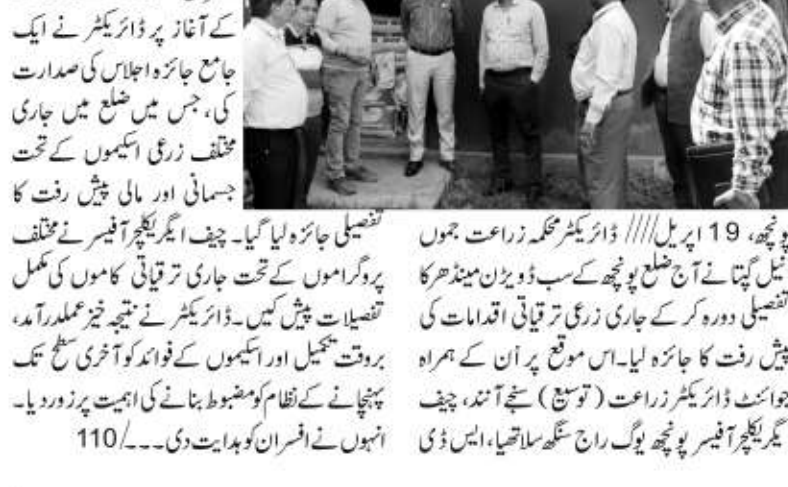 پونچھ، 19 اپریل//// ڈائریکٹر محکمہ زراعت جموں
نیل گپتا نے آج ضلع پونچھ کے سب ڈویژن مینڈھر کا
تفصیلی دورہ کر کے جاری زرعی ترقیاتی اقدامات کی
پیش رفت کا جائزہ لیا۔اس موقع پر اُن کے ہمراہ
جوائنٹ ڈائریکٹر زراعت (توسیع) سنجے آنند، چیف
یگریکلچر آفیسر پونچھ یوگ راج سنگھ سلاتھیا، ایس ڈی
کے آغاز پر ڈائریکٹر نے ایک
جامع جائزہ اجلاس کی صدارت
کی، جس میں ضلع میں جاری
مختلف زرعی اسکیموں کے تحت
جسمانی اور مالی پیش رفت کا
تفصیلی جائزہ لیا گیا۔ چیف ایگریکلچر آفیسر نے مختلف
پروگراموں کے تحت جاری ترقیاتی کاموں کی مکمل
تفصیلات پیش کیں۔ڈائریکٹر نے نتیجہ خیز عملدرآمد،
بروقت تکمیل اور اسکیموں کے فوائد کو آخری سطح تک
پہنچانے کے نظام کو مضبوط بنانے کی اہمیت پر زور دیا۔
انہوں نے افسران کو ہدایت دی۔۔۔/110